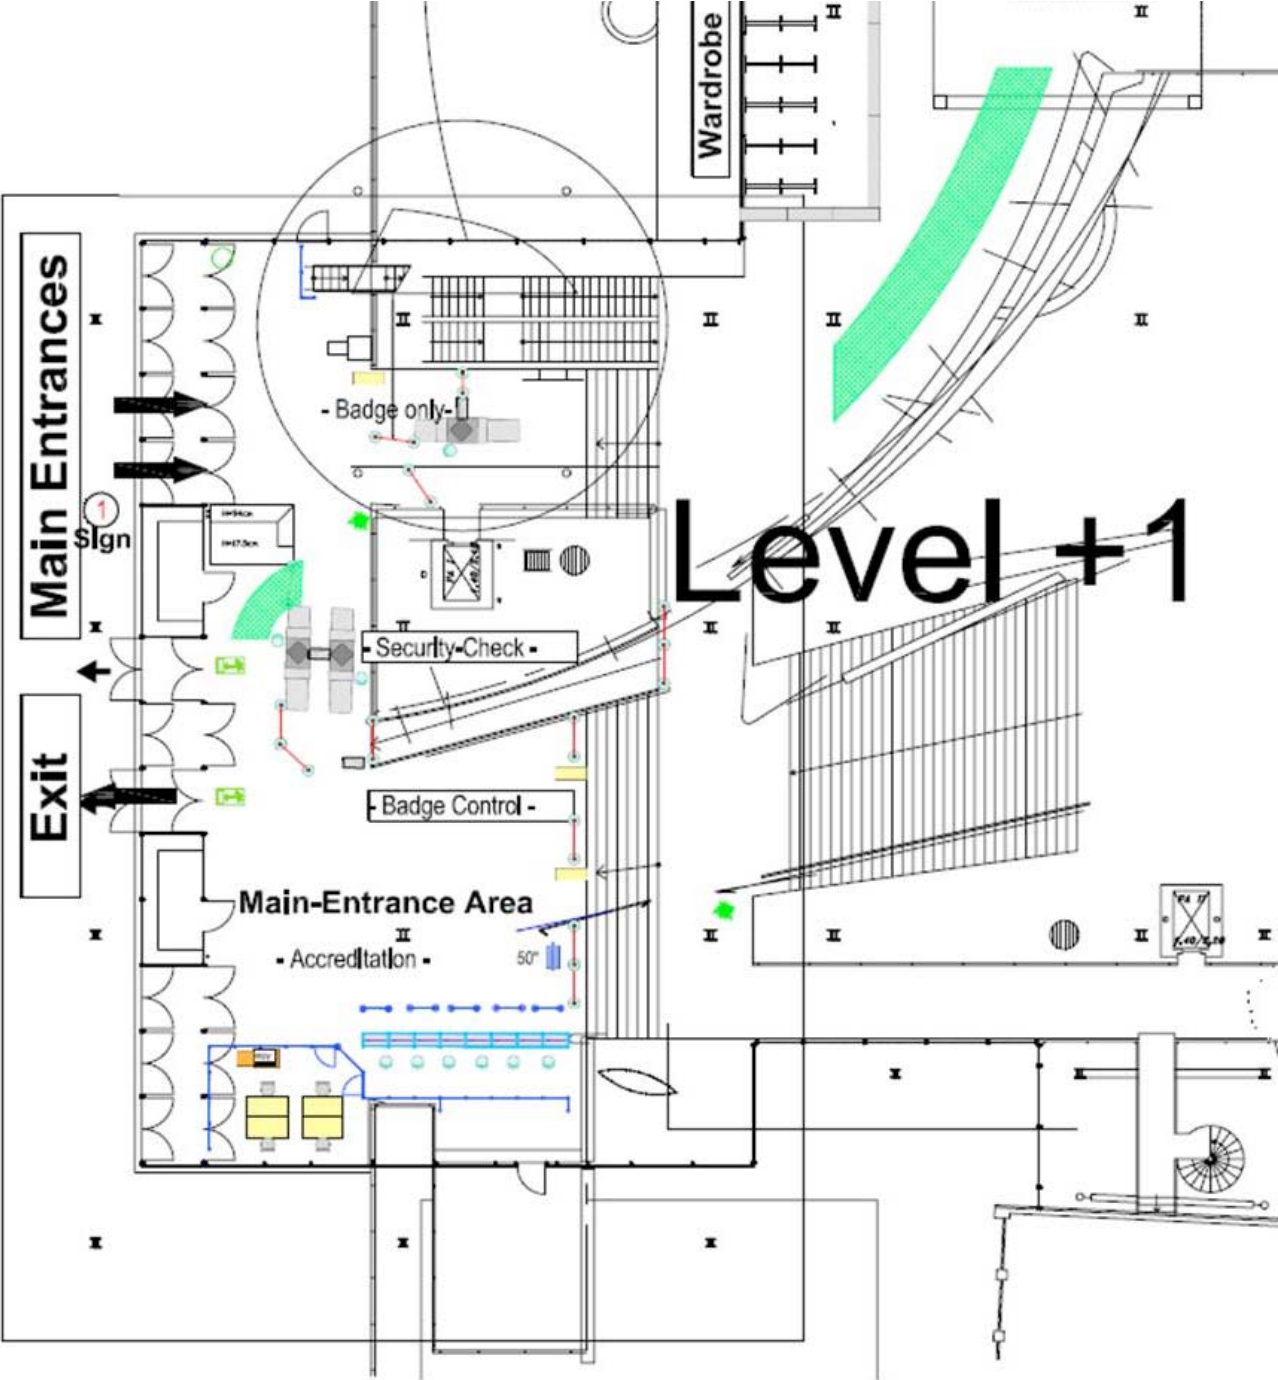 Wardrobe
Main Entrances
- Badge only -
1
Sign
Level +1
- Security-Check -
Exit
- Badge Control -
Main-Entrance Area
- Accreditation -
50"